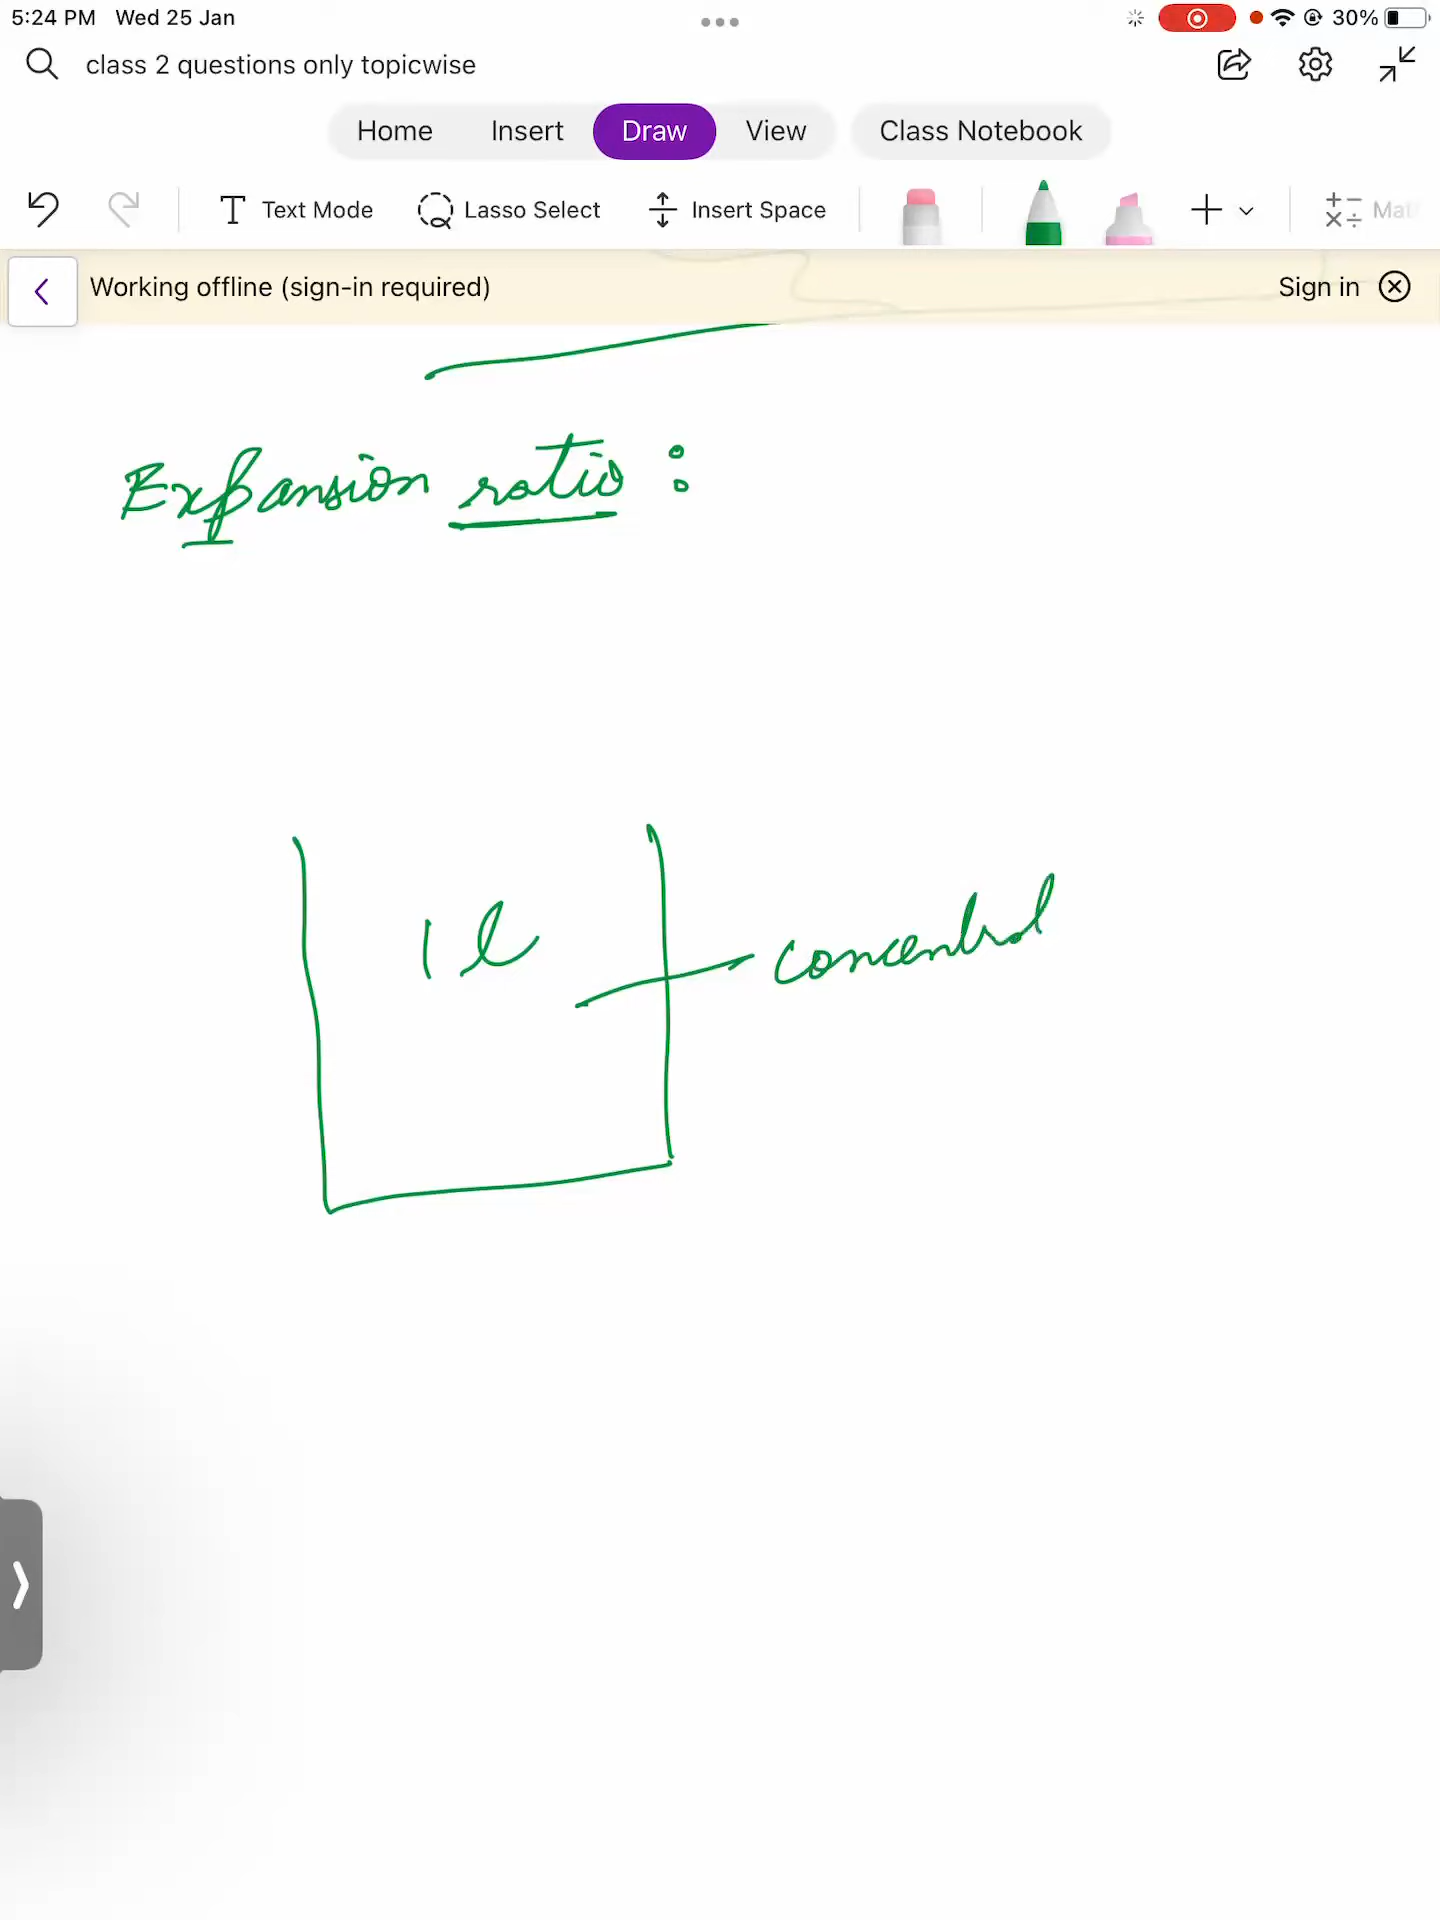 5:24 PM Wed 25 Jan 30%
class 2 questions only topicwise
Home Insert Draw View Class Notebook
Text Mode Lasso Select Insert Space Mat
Working offline (sign-in required) Sign in
Expansion ratio :
1 l